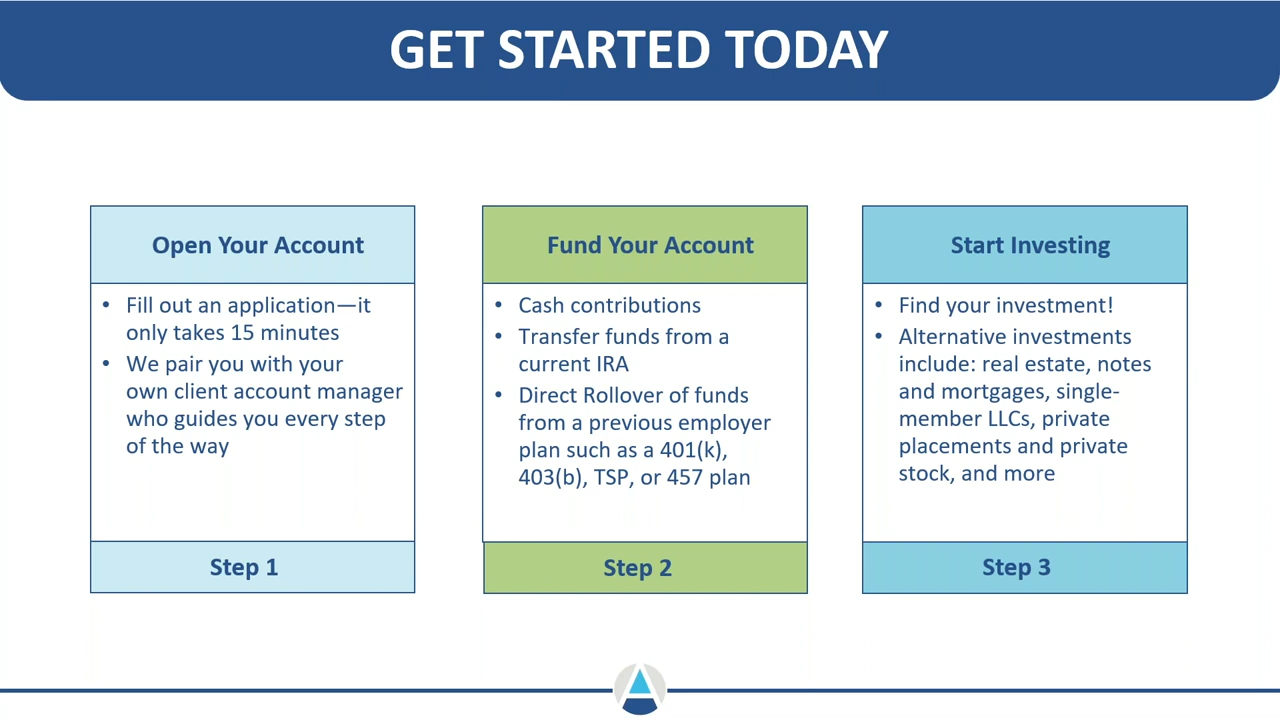 GET STARTED TODAY
Open Your Account
• Fill out an application—it
only takes 15 minutes
• We pair you with your
own client account manager
who guides you every step
of the way
Step 1
Fund Your Account
• Cash contributions
• Transfer funds from a
current IRA
• Direct Rollover of funds
from a previous employer
plan such as a 401(k),
403(b), TSP, or 457 plan
Step 2
Start Investing
• Find your investment!
• Alternative investments
include: real estate, notes
and mortgages, single-
member LLCs, private
placements and private
stock, and more
Step 3